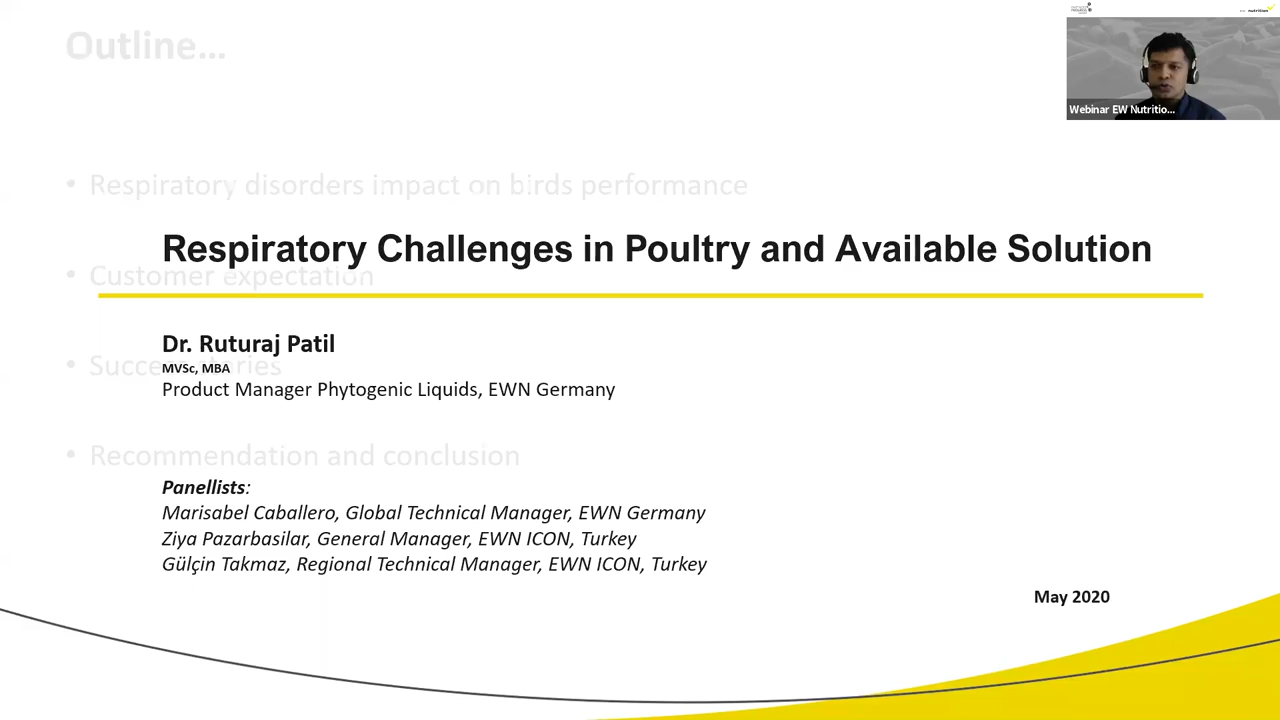 Outline...
nutrition
Webinar EW Nutritio...
Respiratory disorders impact on birds performance
Respiratory Challenges in Poultry and Available Solution
Customer expectation
Dr. Ruturaj Patil
Success stories
MVSc, MBA
Product Manager Phytogenic Liquids, EWN Germany
Recommendation and conclusion
Panellists:
Marisabel Caballero, Global Technical Manager, EWN Germany
Ziya Pazarbasilar, General Manager, EWN ICON, Turkey
Gülçin Takmaz, Regional Technical Manager, EWN ICON, Turkey
May 2020